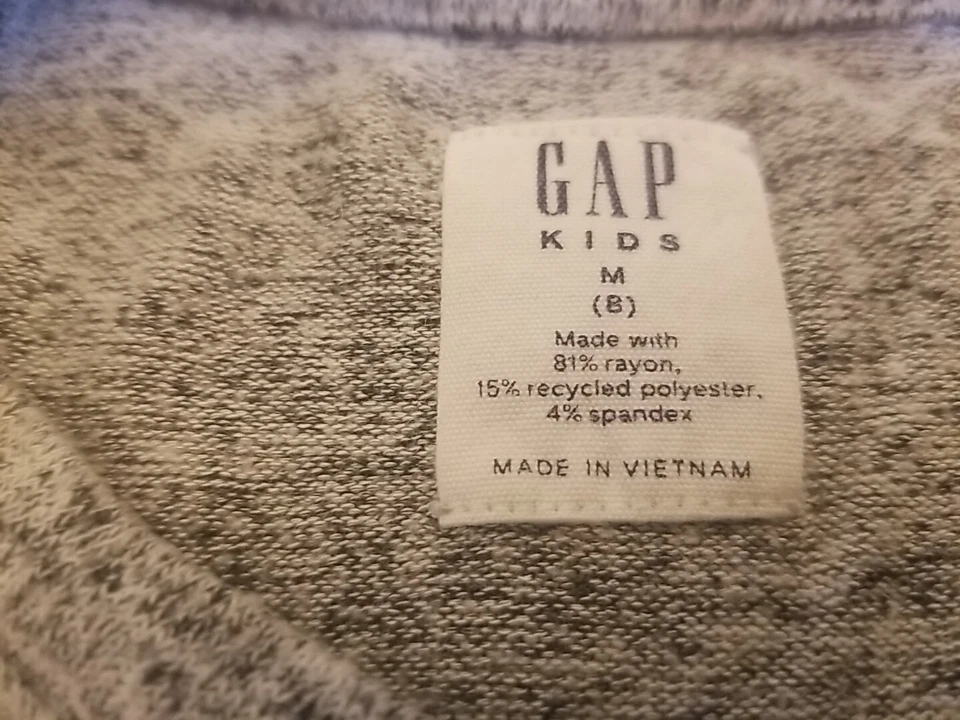 GAP
KIDS
M
(8)
Made with
81% rayon,
15% recycled polyester,
4% spandex
MADE IN VIETNAM